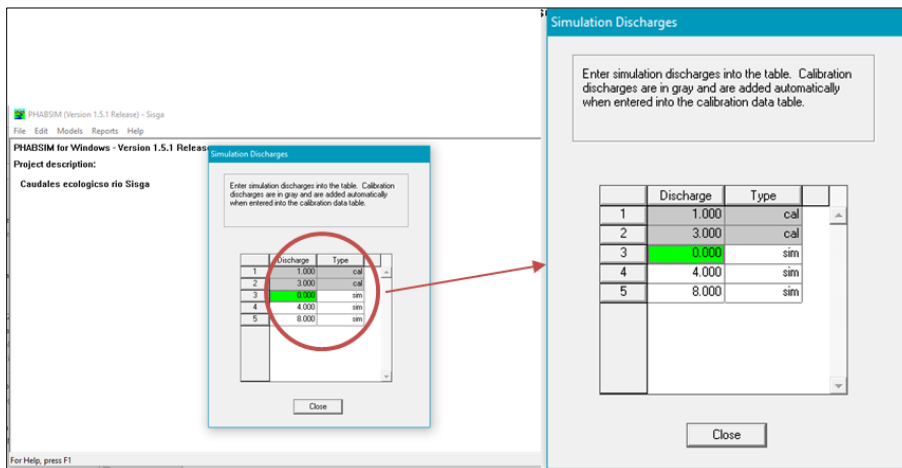 PHABSIM (Version 1.5.1 Release) - Sisga
File Edit Models Reports Help
PHABSIM for Windows - Version 1.5.1 Releas
Project description:
Caudales ecologicso rio Sisga
Simulation Discharges
Enter simulation discharges into the table. Calibration
discharges are in gray and are added automatically
when entered into the calibration data table.
Discharge Type
1 1.000 cal
2 3.000 cal
3 0.000 sim
4 4.000 sim
5 8.000 sim
Close
For Help, press F1
Simulation Discharges
Enter simulation discharges into the table. Calibration
discharges are in gray and are added automatically
when entered into the calibration data table.
Discharge Type
1 1.000 cal
2 3.000 cal
3 0.000 sim
4 4.000 sim
5 8.000 sim
Close